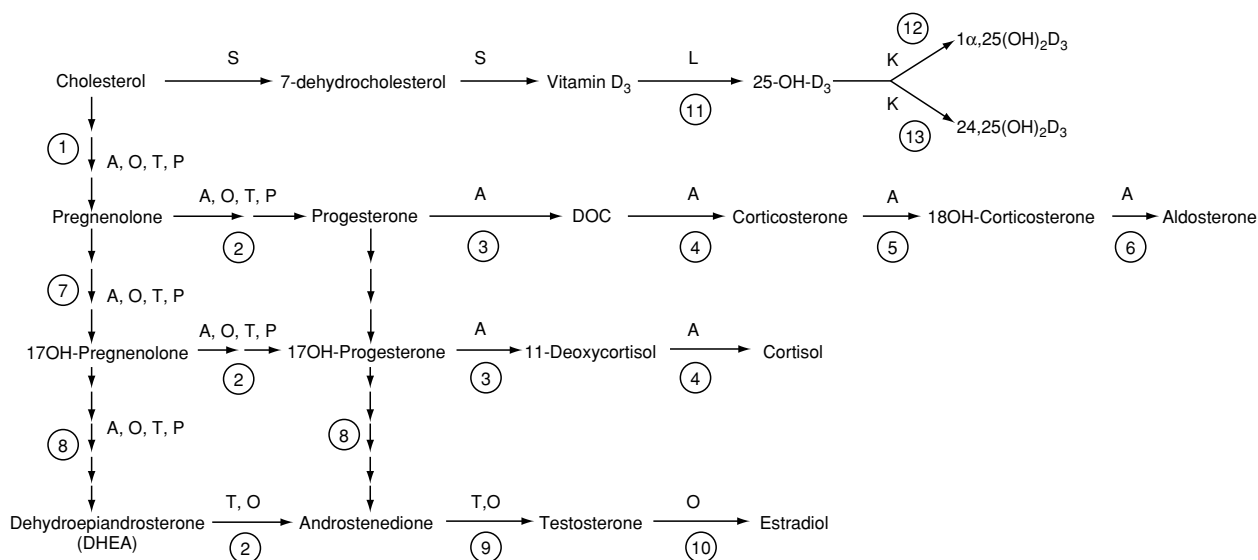 12
S S L K 1α,25(OH)2D3
Cholesterol 7-dehydrocholesterol Vitamin D3 25-OH-D3
K
11 13 24,25(OH)2D3
1 A, O, T, P
A, O, T, P A A A A
Pregnenolone Progesterone DOC Corticosterone 18OH-Corticosterone Aldosterone
2 3 4 5 6
7 A, O, T, P
A, O, T, P A A
17OH-Pregnenolone 17OH-Progesterone 11-Deoxycortisol Cortisol
2 3 4
8 A, O, T, P 8
T, O T,O O
Dehydroepiandrosterone Androstenedione Testosterone Estradiol
(DHEA) 2 9 10